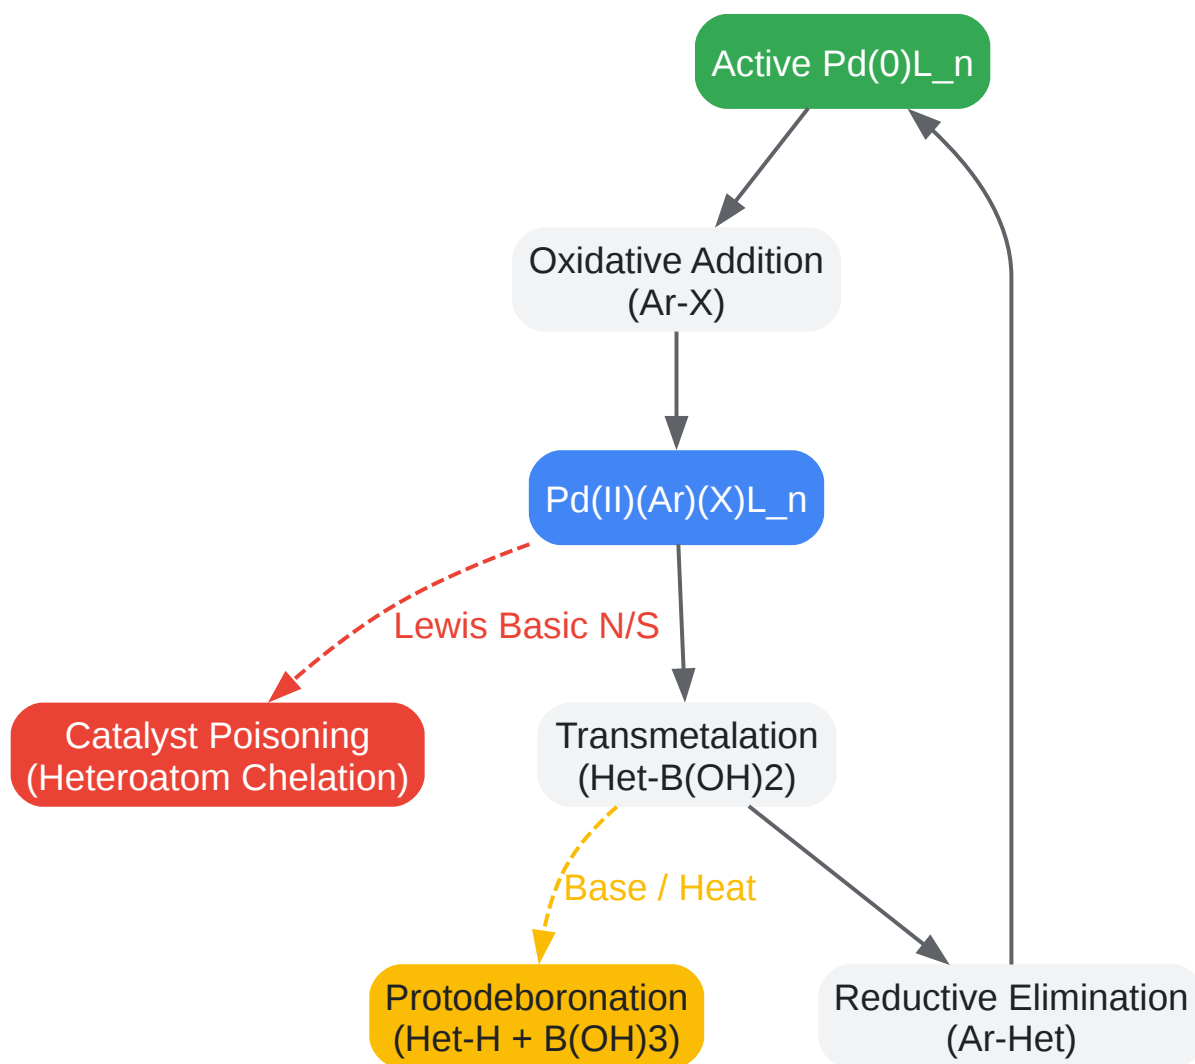 Active Pd(0)L_n
Oxidative Addition
(Ar-X)
Pd(II)(Ar)(X)L_n
Lewis Basic N/S
Catalyst Poisoning
(Heteroatom Chelation)
Transmetalation
(Het-B(OH)2)
Base / Heat
Protodeboronation
(Het-H + B(OH)3)
Reductive Elimination
(Ar-Het)